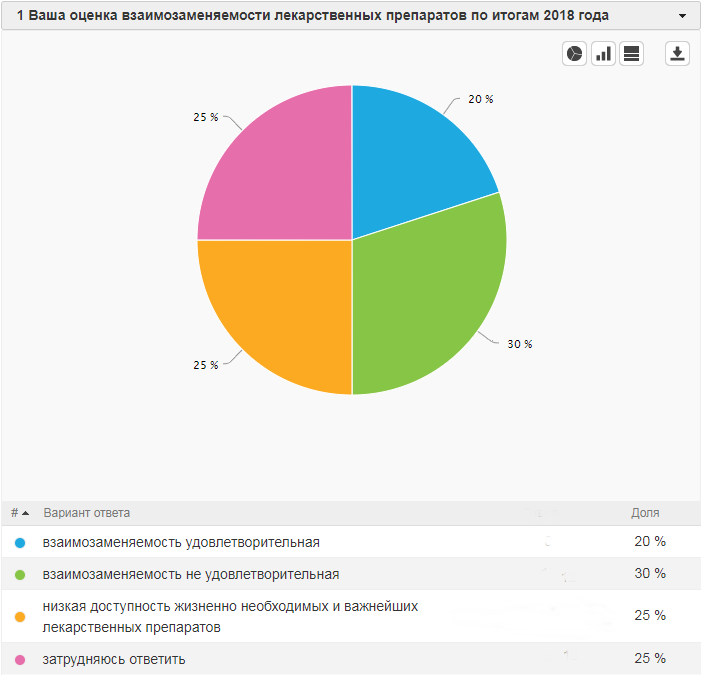 1 Ваша оценка взаимозаменяемости лекарственных препаратов по итогам 2018 года
20 %
25 %
30 %
25 %
# Вариант ответа Доля
взаимозаменяемость удовлетворительная 20 %
взаимозаменяемость не удовлетворительная 30 %
низкая доступность жизненно необходимых и важнейших
лекарственных препаратов 25 %
затрудняюсь ответить 25 %